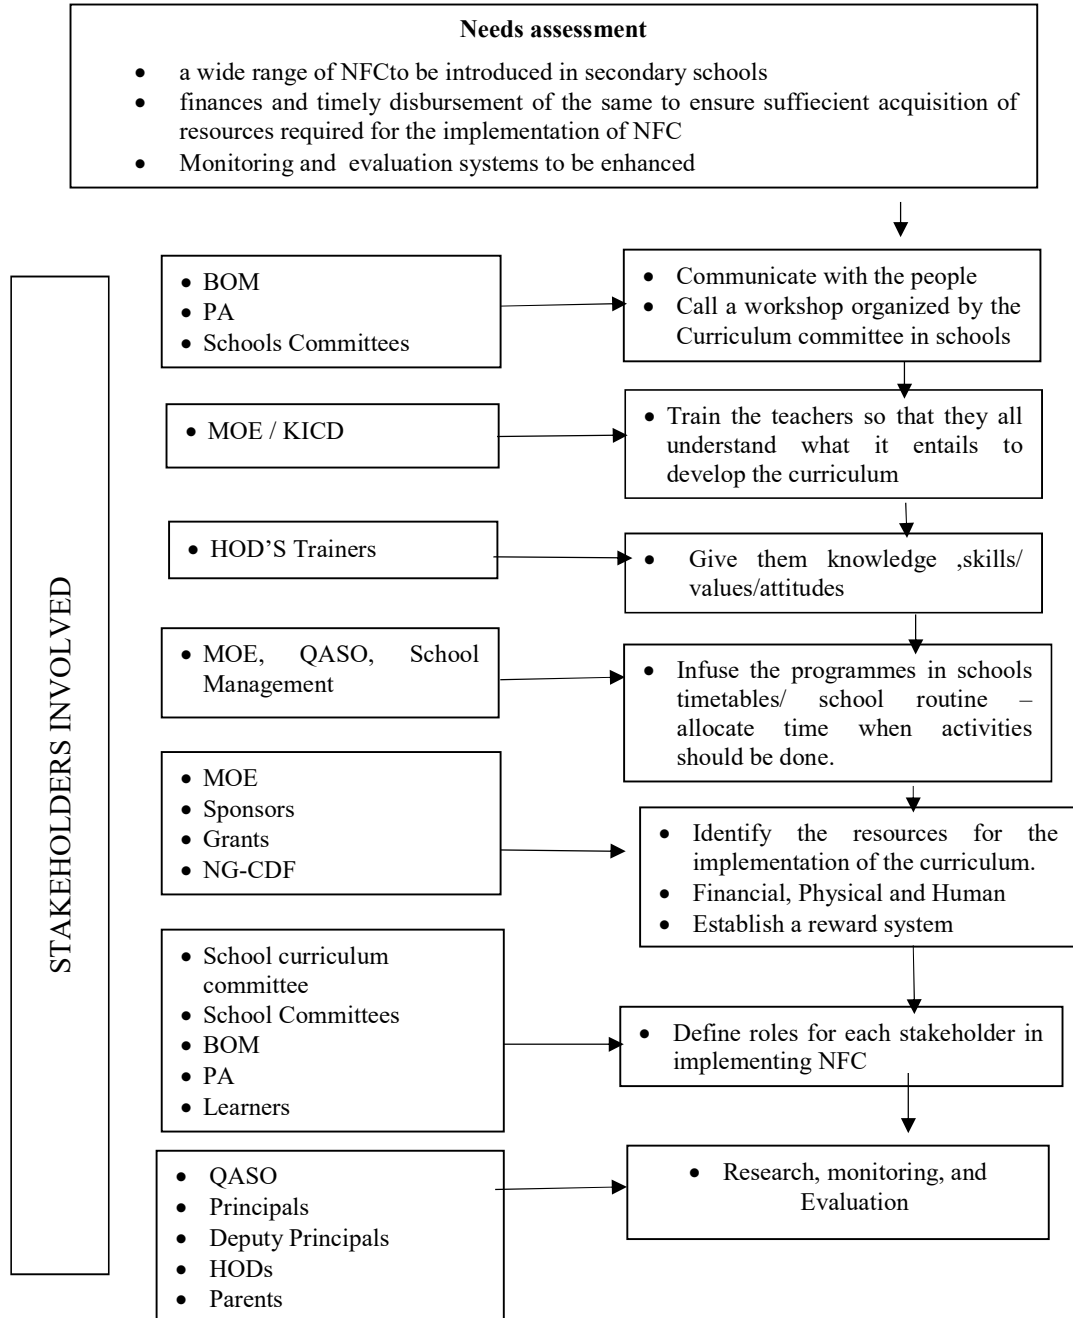 Needs assessment
• a wide range of NFCto be introduced in secondary schools
• finances and timely disbursement of the same to ensure suffiecient acquisition of
resources required for the implementation of NFC
• Monitoring and evaluation systems to be enhanced
STAKEHOLDERS INVOLVED
• BOM
• PA
• Schools Committees
• Communicate with the people
• Call a workshop organized by the
Curriculum committee in schools
• MOE / KICD
• Train the teachers so that they all
understand what it entails to
develop the curriculum
• HOD’S Trainers
• Give them knowledge ,skills/
values/attitudes
• MOE, QASO, School
Management
• Infuse the programmes in schools
timetables/ school routine –
allocate time when activities
should be done.
• MOE
• Sponsors
• Grants
• NG-CDF
• Identify the resources for the
implementation of the curriculum.
• Financial, Physical and Human
• Establish a reward system
• School curriculum
committee
• School Committees
• BOM
• PA
• Learners
• Define roles for each stakeholder in
implementing NFC
• QASO
• Principals
• Deputy Principals
• HODs
• Parents
• Research, monitoring, and
Evaluation